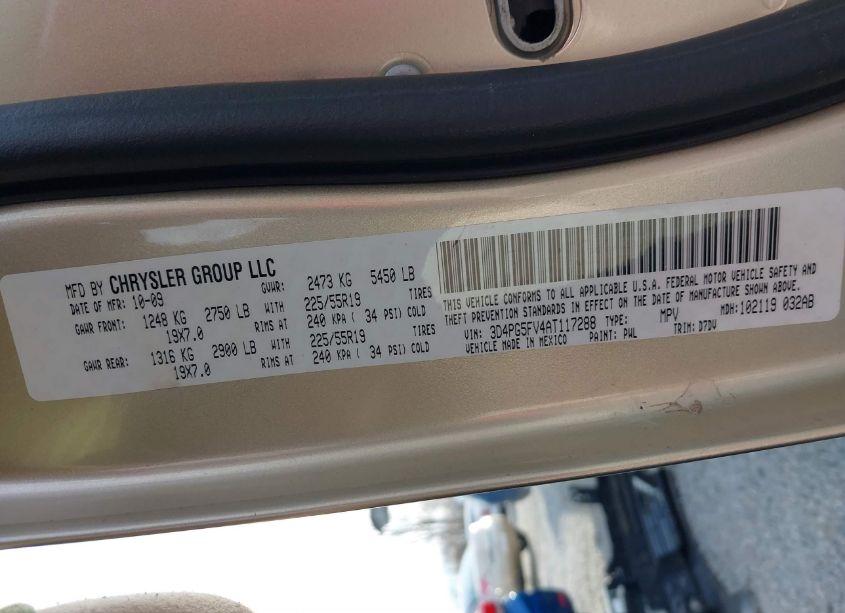 MFD BY CHRYSLER GROUP LLC
DATE OF MFR: 10-09 GVWR: 2473 KG 5450 LB
GAWR FRONT: 1248 KG 2750 LB WITH 225/55R19 TIRES
19X7.0 RIMS AT 240 KPA ( 34 PSI) COLD
GAWR REAR: 1316 KG 2900 LB WITH 225/55R19 TIRES
19X7.0 RIMS AT 240 KPA ( 34 PSI) COLD
THIS VEHICLE CONFORMS TO ALL APPLICABLE U.S.A. FEDERAL MOTOR VEHICLE SAFETY AND
THEFT PREVENTION STANDARDS IN EFFECT ON THE DATE OF MANUFACTURE SHOWN ABOVE.
VIN: 3D4PG5FV4AT117288 TYPE: MPV MDH:102119 032AB
VEHICLE MADE IN MEXICO PAINT: PWL TRIM: D7DV